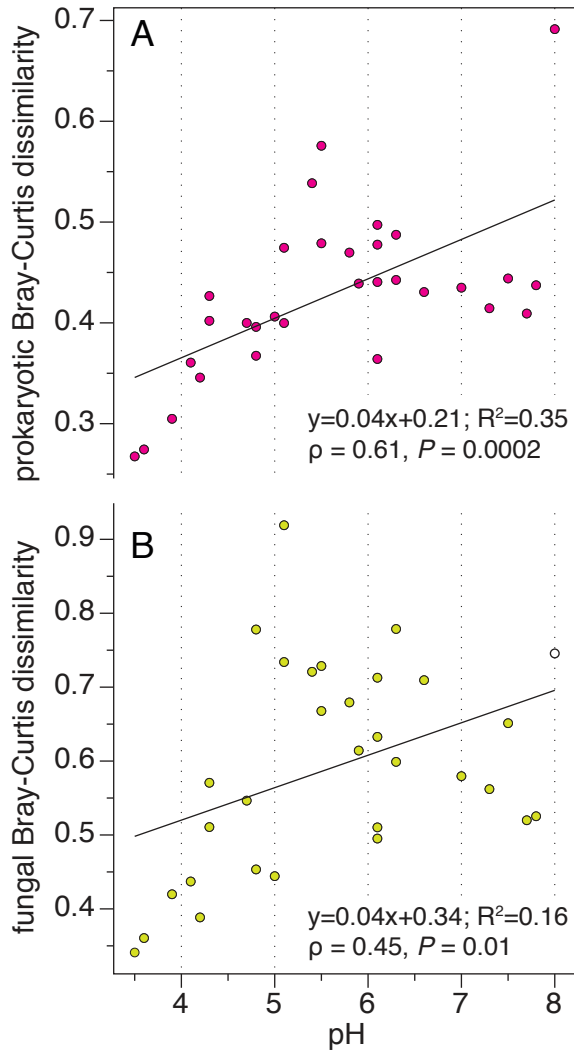 A
prokaryotic Bray-Curtis dissimilarity
0.7
0.6
0.5
0.4
0.3
y=0.04x+0.21; R²=0.35
ρ = 0.61, P = 0.0002
B
fungal Bray-Curtis dissimilarity
0.9
0.8
0.7
0.6
0.5
0.4
y=0.04x+0.34; R²=0.16
ρ = 0.45, P = 0.01
4 5 6 7 8
pH